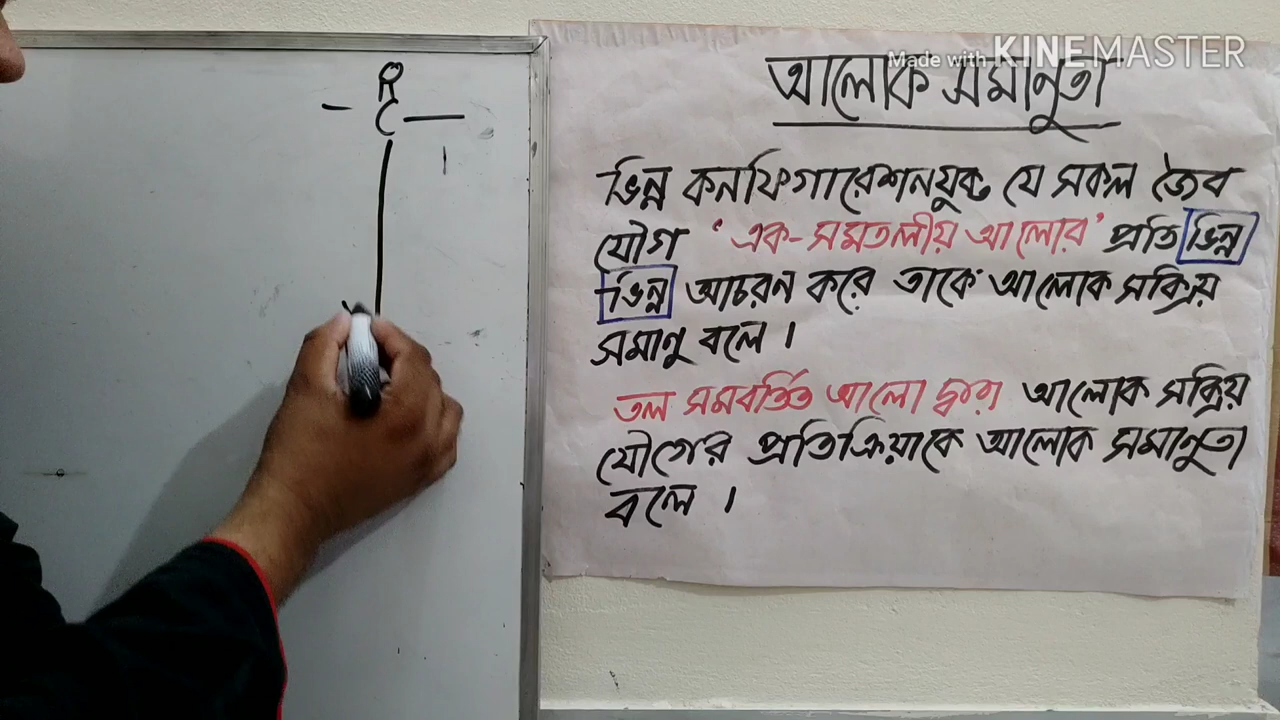 Made with KINEMASTER
আলোক সমাণুতা
ভিন্ন কনফিগারেশনযুক্ত যে সকল জৈব
যৌগ 'এক-সমতলীয় আলোর' প্রতি ভিন্ন
ভিন্ন আচরন করে তাকে আলোক সক্রিয়
সমাণু বলে ।
তল সমবর্তিত আলো দ্বারা আলোক সক্রিয়
যৌগের প্রতিক্রিয়াকে আলোক সমাণুতা
বলে ।
R
C